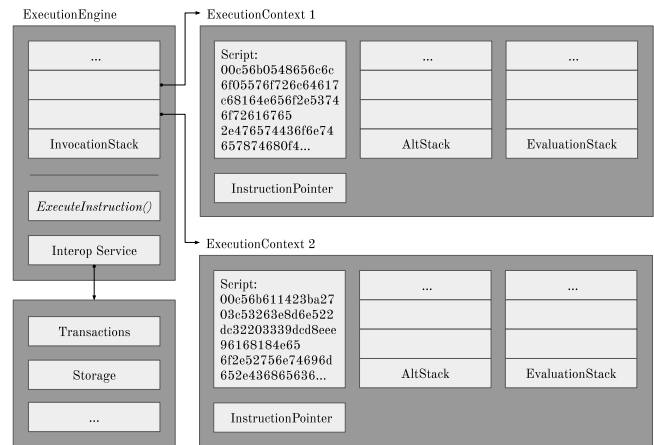 ExecutionEngine
...
InvocationStack
ExecuteInstruction()
Interop Service
Transactions
Storage
...
ExecutionContext 1
Script:
00c56b0548656c6c
6f05576f726c64617
c68164e656f2e5374
6f72616765
2e476574436f6e74
657874680f4...
...
AltStack
...
EvaluationStack
InstructionPointer
ExecutionContext 2
Script:
00c56b611423ba27
03c53263e8d6e522
dc32203339dcd8eee
96168184e65
6f2e52756e74696d
652e436865636...
...
AltStack
...
EvaluationStack
InstructionPointer